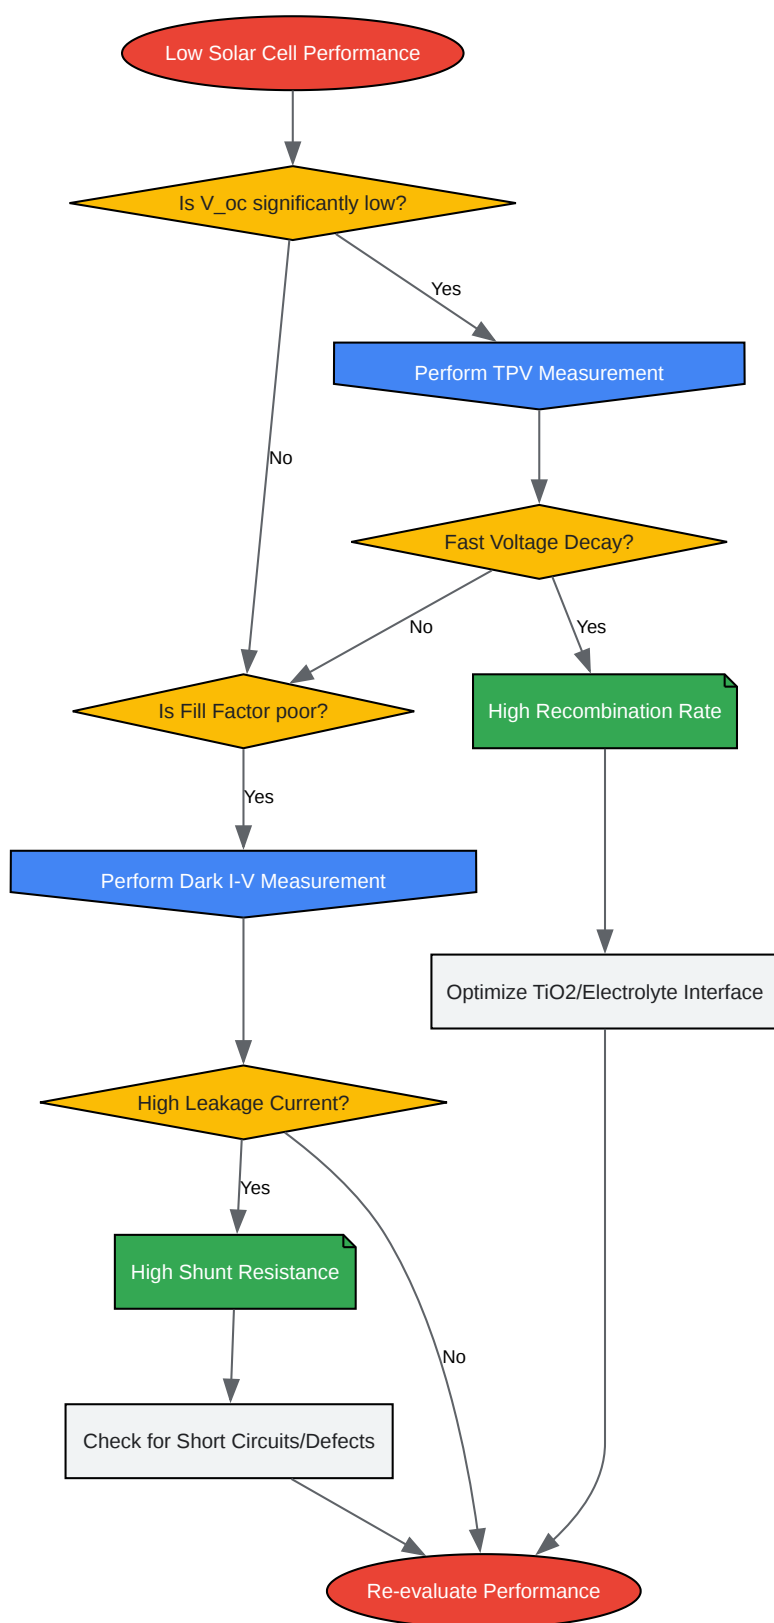 Low Solar Cell Performance
Is V_oc significantly low?
Yes
Perform TPV Measurement
No
Fast Voltage Decay?
No
Yes
Is Fill Factor poor?
High Recombination Rate
Yes
Perform Dark I-V Measurement
Optimize TiO2/Electrolyte Interface
High Leakage Current?
Yes
High Shunt Resistance
No
Check for Short Circuits/Defects
Re-evaluate Performance